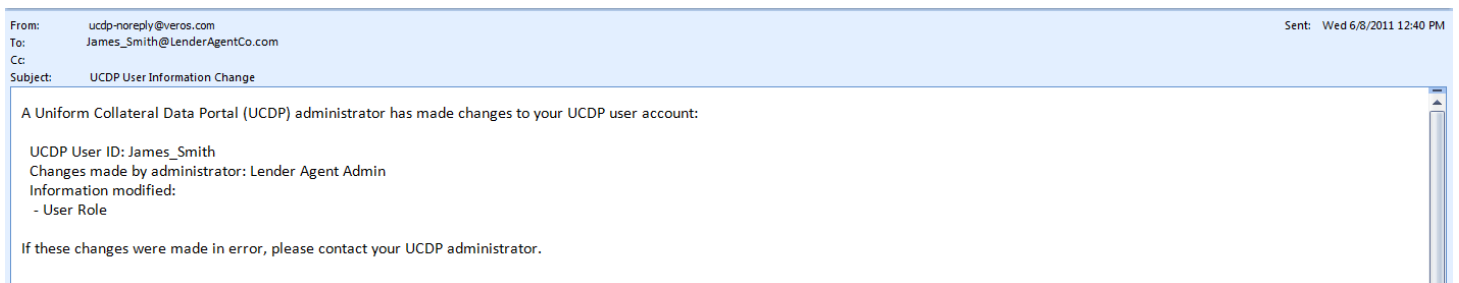 From: ucdp-noreply@veros.com Sent: Wed 6/8/2011 12:40 PM
To: James_Smith@LenderAgentCo.com
Cc:
Subject: UCDP User Information Change
A Uniform Collateral Data Portal (UCDP) administrator has made changes to your UCDP user account:
UCDP User ID: James_Smith
Changes made by administrator: Lender Agent Admin
Information modified:
- User Role
If these changes were made in error, please contact your UCDP administrator.